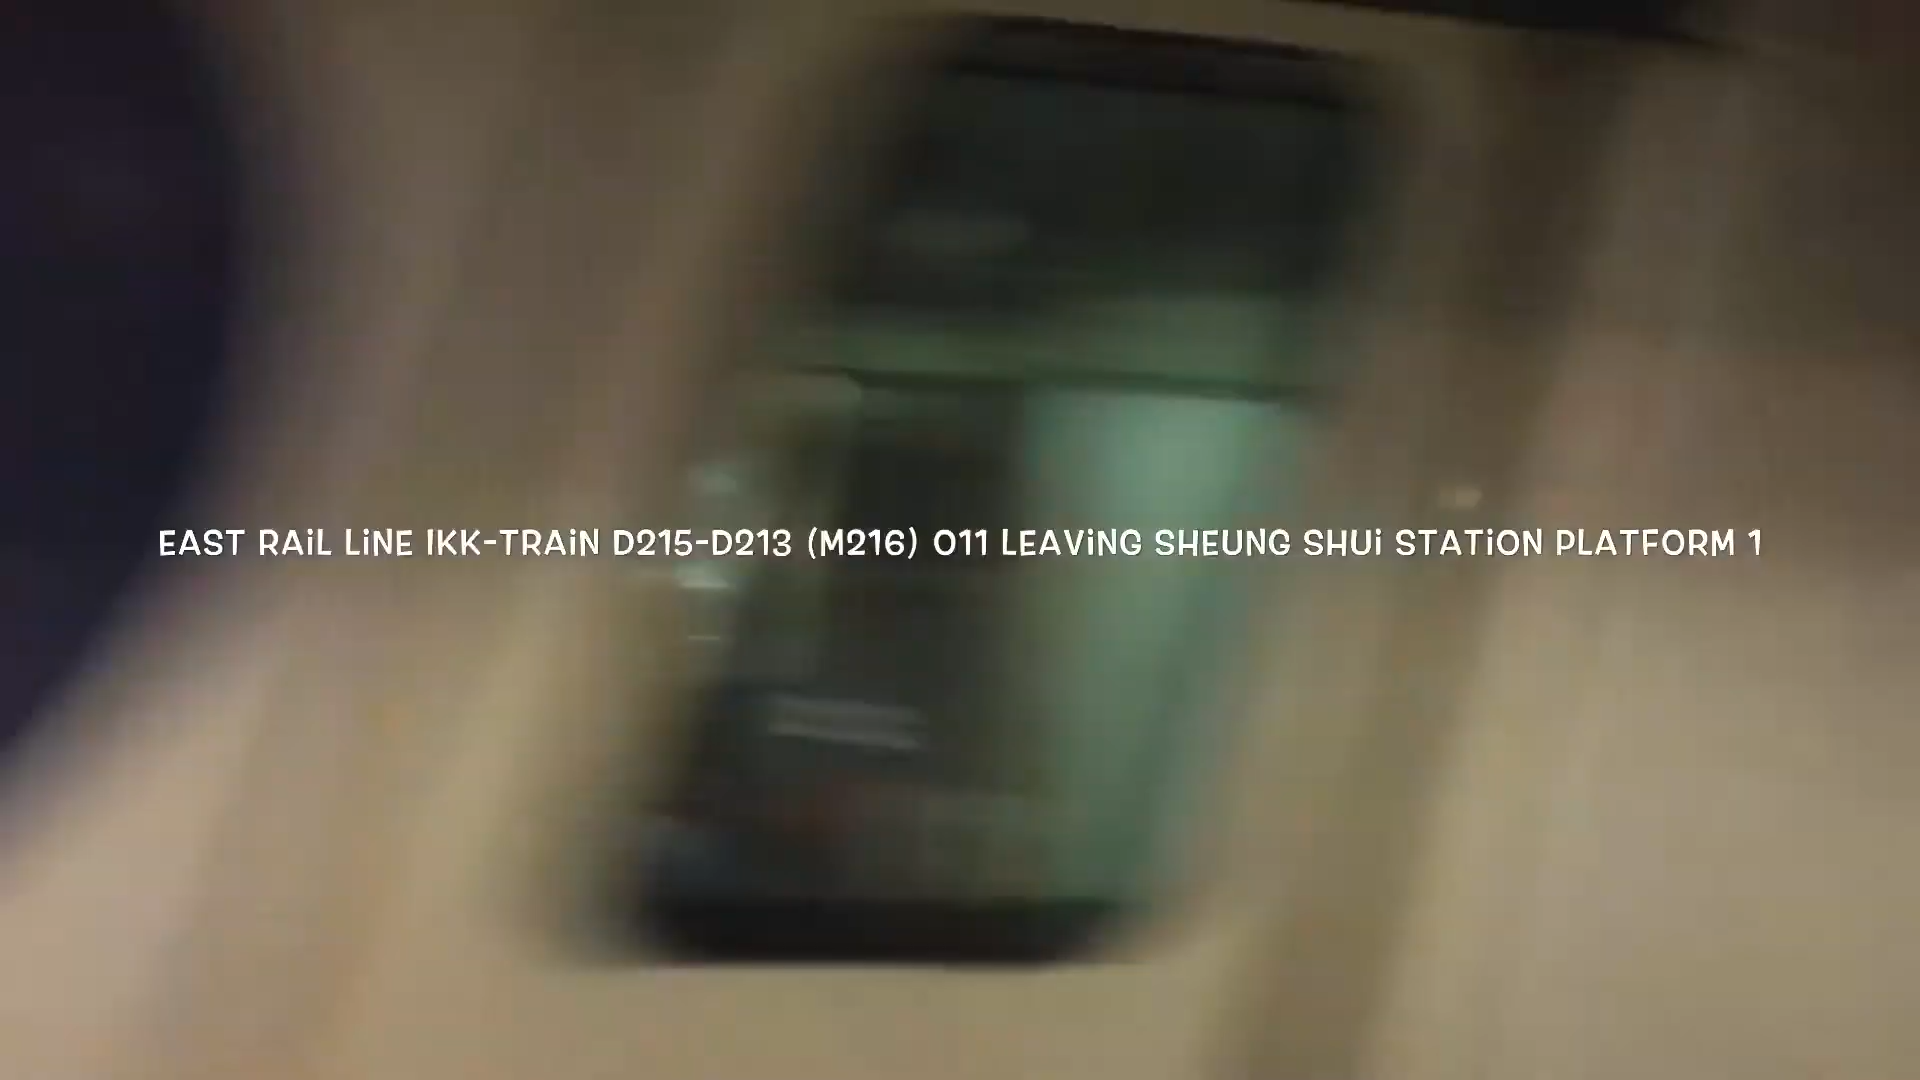 EAST RAiL LiNE IKK-TRAiN D215-D213 (M216) O11 LEAViNG SHEUNG SHUi STATiON PLATFORM 1